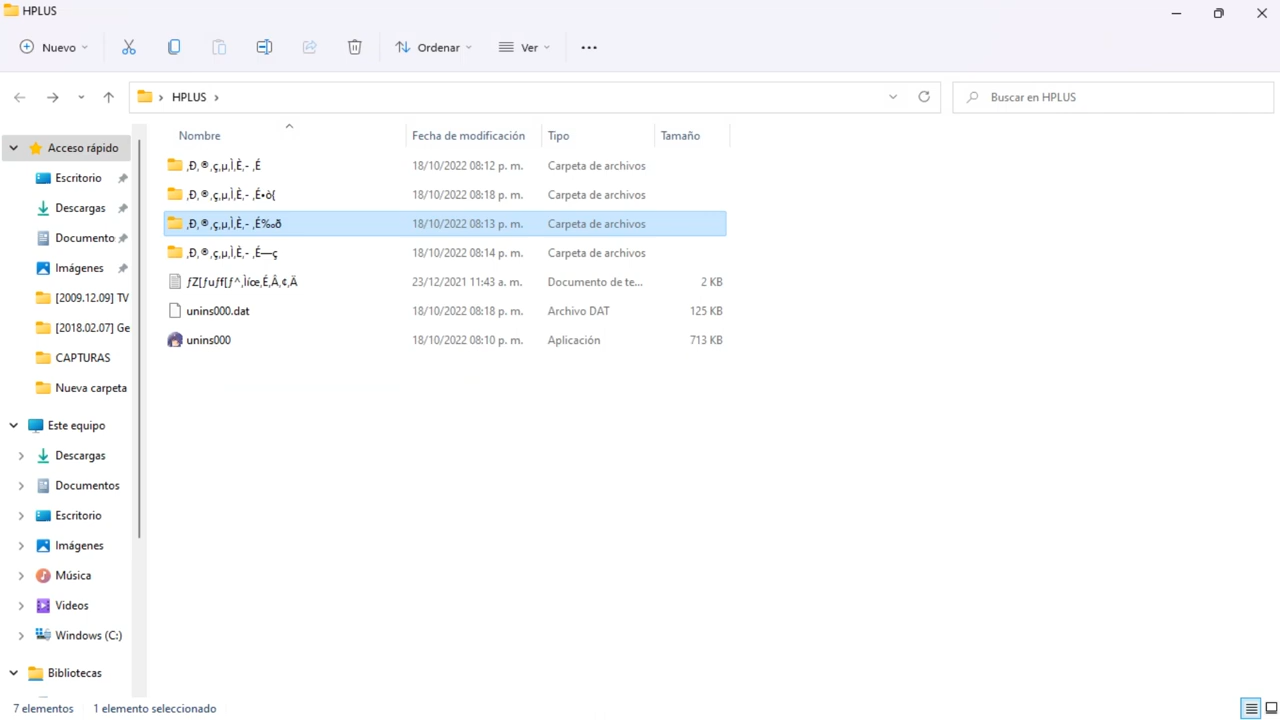 HPLUS
Nuevo
Ordenar
Ver
HPLUS
Buscar en HPLUS
Nombre Fecha de modificación Tipo Tamaño
Acceso rápido
Escritorio
Descargas
Documento
Imágenes
[2009.12.09] TV
[2018.02.07] Ge
CAPTURAS
Nueva carpeta
Este equipo
Descargas
Documentos
Escritorio
Imágenes
Música
Videos
Windows (C:)
Bibliotecas
‚Ð‚®‚ç‚µ‚Ì‚È‚- ‚É 18/10/2022 08:12 p. m. Carpeta de archivos
‚Ð‚®‚ç‚µ‚Ì‚È‚- ‚É•ò{ 18/10/2022 08:18 p. m. Carpeta de archivos
‚Ð‚®‚ç‚µ‚Ì‚È‚- ‚É‰ð 18/10/2022 08:13 p. m. Carpeta de archivos
‚Ð‚®‚ç‚µ‚Ì‚È‚- ‚É—ç 18/10/2022 08:14 p. m. Carpeta de archivos
ƒZ[ƒuƒf[ƒ^‚Ìíœ‚É‚Â‚¢‚Ä 23/12/2021 11:43 a. m. Documento de te... 2 KB
unins000.dat 18/10/2022 08:18 p. m. Archivo DAT 125 KB
unins000 18/10/2022 08:10 p. m. Aplicación 713 KB
7 elementos 1 elemento seleccionado